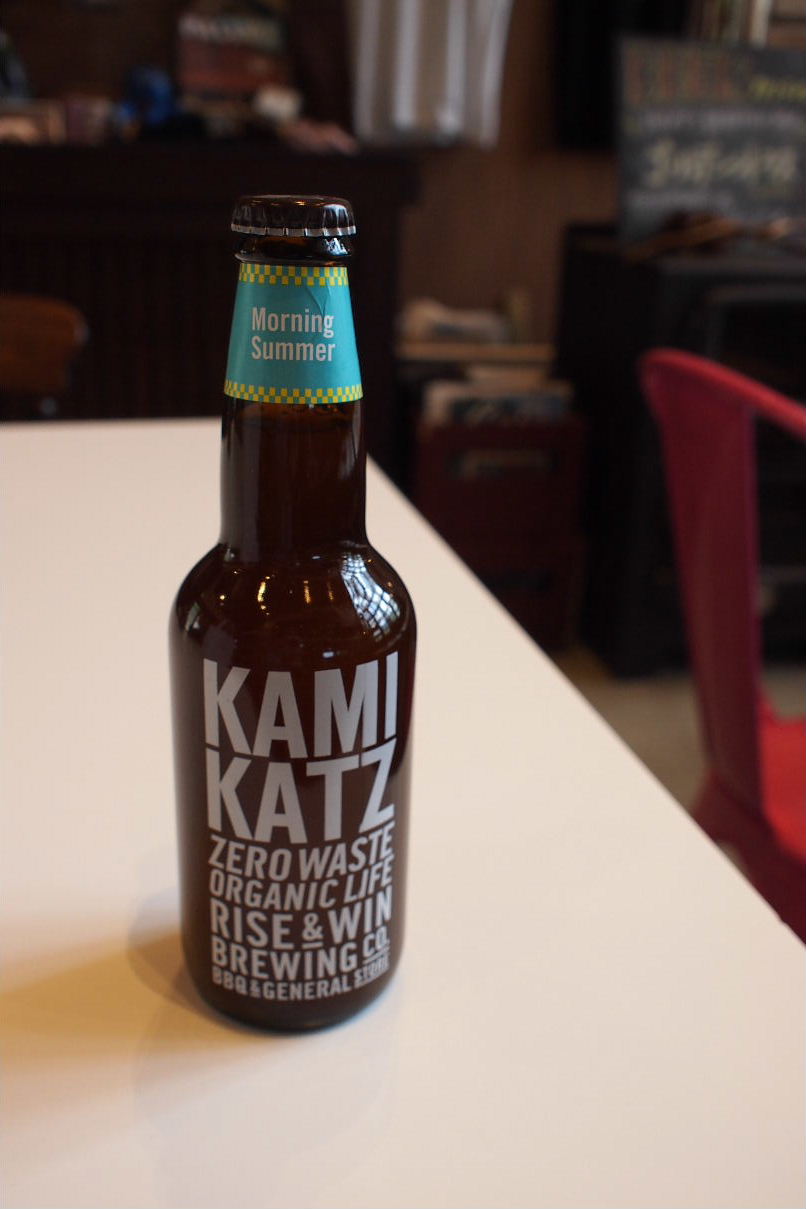 Morning
Summer
KAMI
KATZ
ZERO WASTE
ORGANIC LIFE
RISE & WIN
BREWING CO.
BBQ & GENERAL STORE